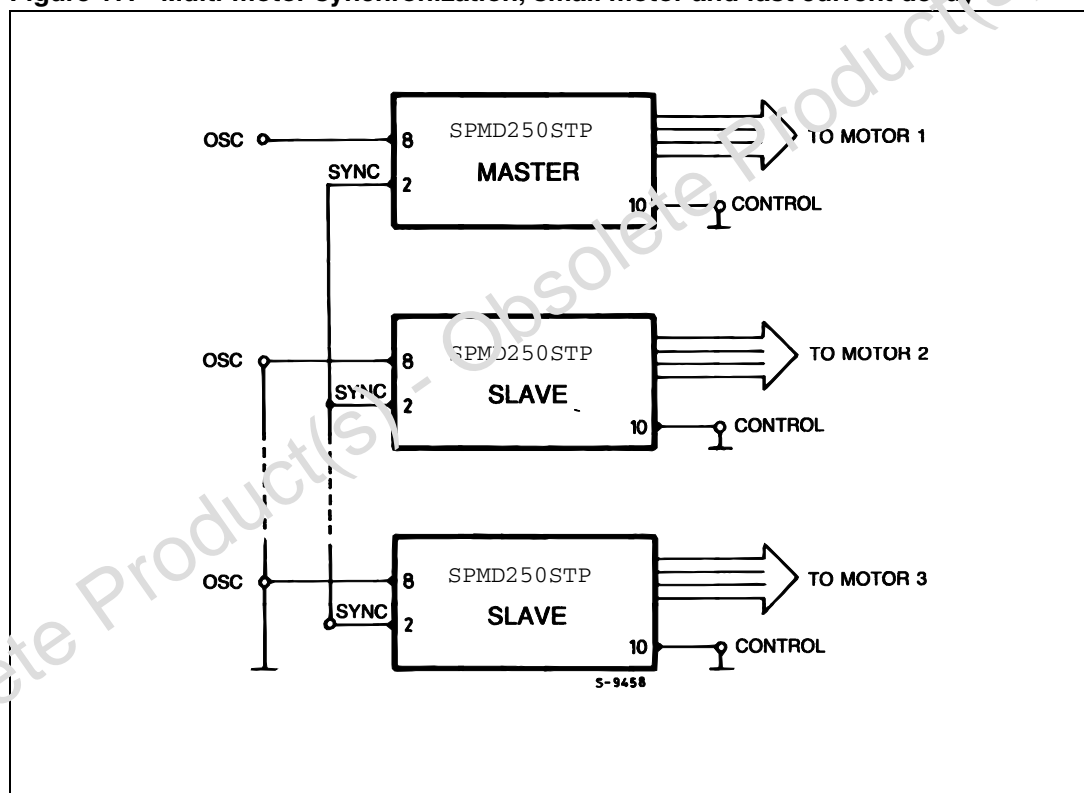 Multi-motor synchronization, small motor and fast current decay
OSC
8
SPMD250STP
MASTER
TO MOTOR 1
SYNC
2
10
CONTROL
OSC
8
SPMD250STP
SLAVE
TO MOTOR 2
SYNC
2
10
CONTROL
OSC
8
SPMD250STP
SLAVE
TO MOTOR 3
SYNC
2
10
CONTROL
S-9458
Obsolete Product(s) - Obsolete Product(s)